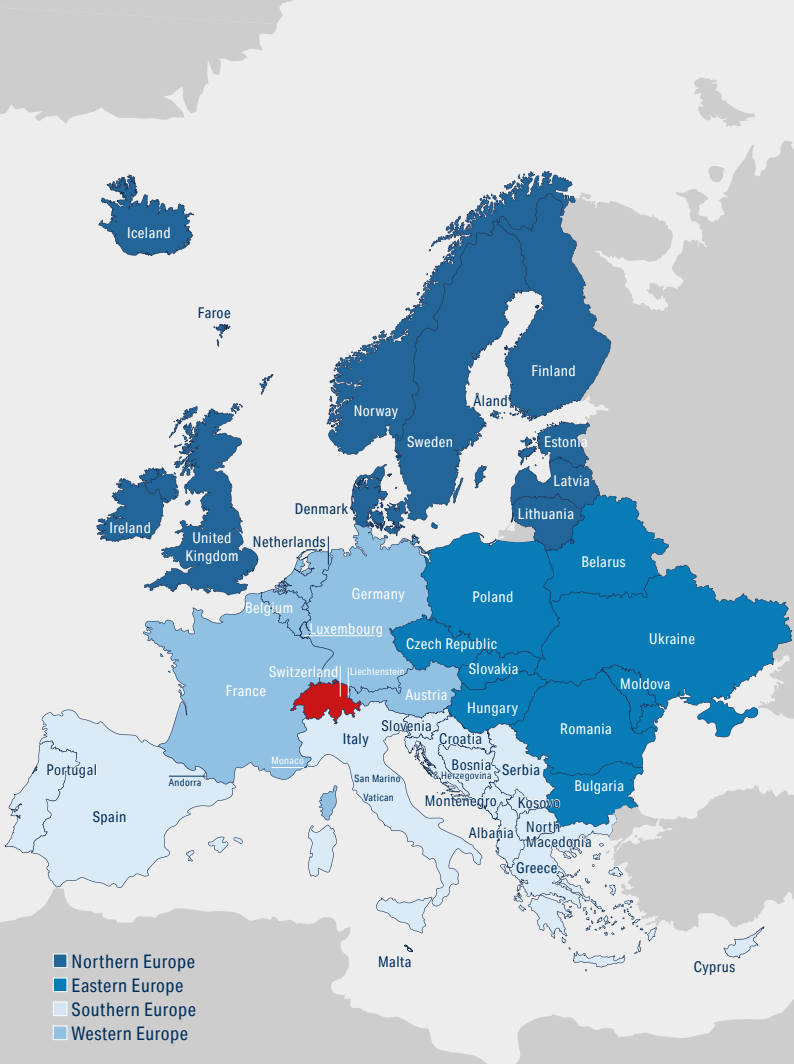 Iceland
Faroe
Finland
Åland
Norway
Sweden
Estonia
Latvia
Lithuania
Denmark
Ireland
United
Kingdom
Netherlands
Belarus
Germany
Poland
Belgium
Luxembourg
Ukraine
Czech Republic
Slovakia
Switzerland
Liechtenstein
Moldova
France
Austria
Hungary
Slovenia
Romania
Italy
Croatia
Monaco
Bosnia
& Herzegovina
Serbia
Portugal
Andorra
San Marino
Bulgaria
Vatican
Montenegro
Kosovo
Spain
Albania
North
Macedonia
Greece
Malta
Cyprus
Northern Europe
Eastern Europe
Southern Europe
Western Europe